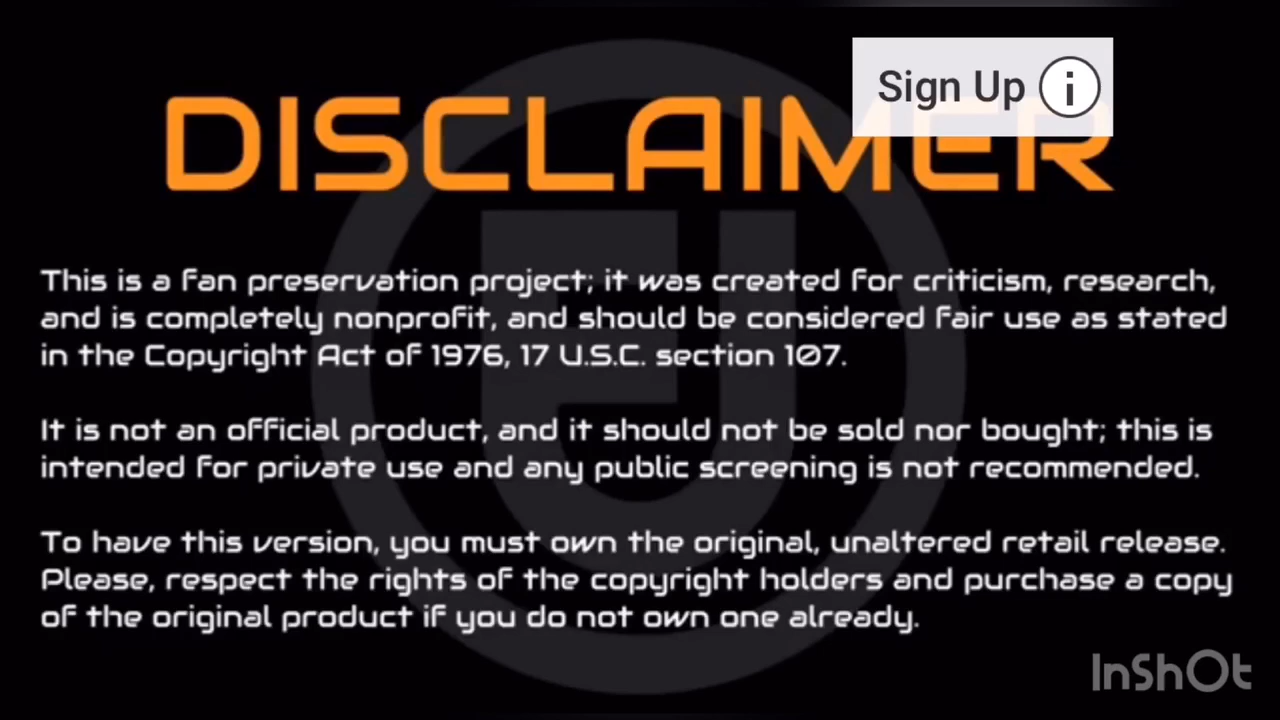 Sign Up i
DISCLAIMER
This is a fan preservation project; it was created for criticism, research,
and is completely nonprofit, and should be considered fair use as stated
in the Copyright Act of 1976, 17 U.S.C. section 107.
It is not an official product, and it should not be sold nor bought; this is
intended for private use and any public screening is not recommended.
To have this version, you must own the original, unaltered retail release.
Please, respect the rights of the copyright holders and purchase a copy
of the original product if you do not own one already.
InShOt